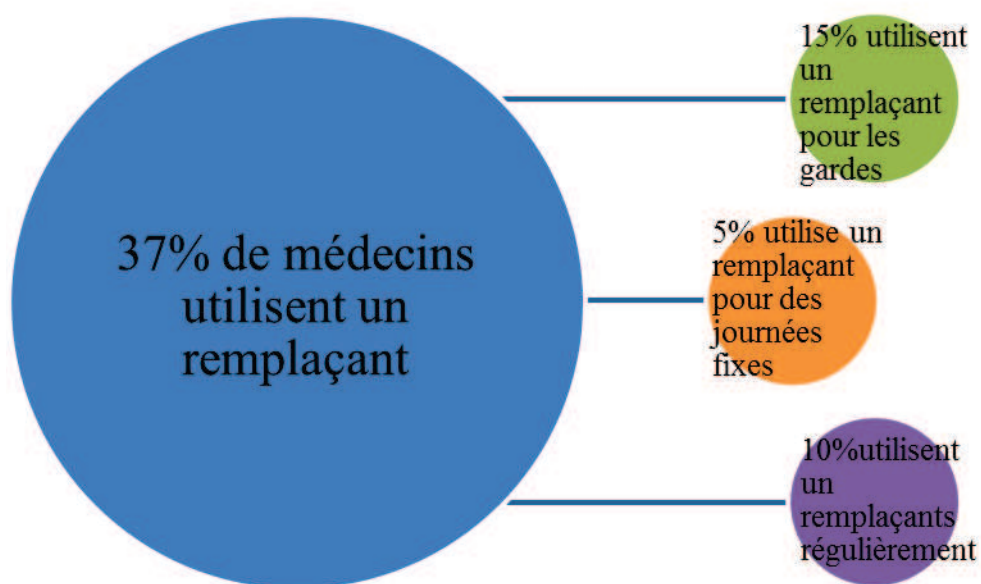 37% de médecins
utilisent un
remplaçant
15% utilisent
un
remplaçant
pour les
gardes
5% utilise un
remplaçant
pour des
journées
fixes
10%utilisent
un
remplaçants
régulièrement